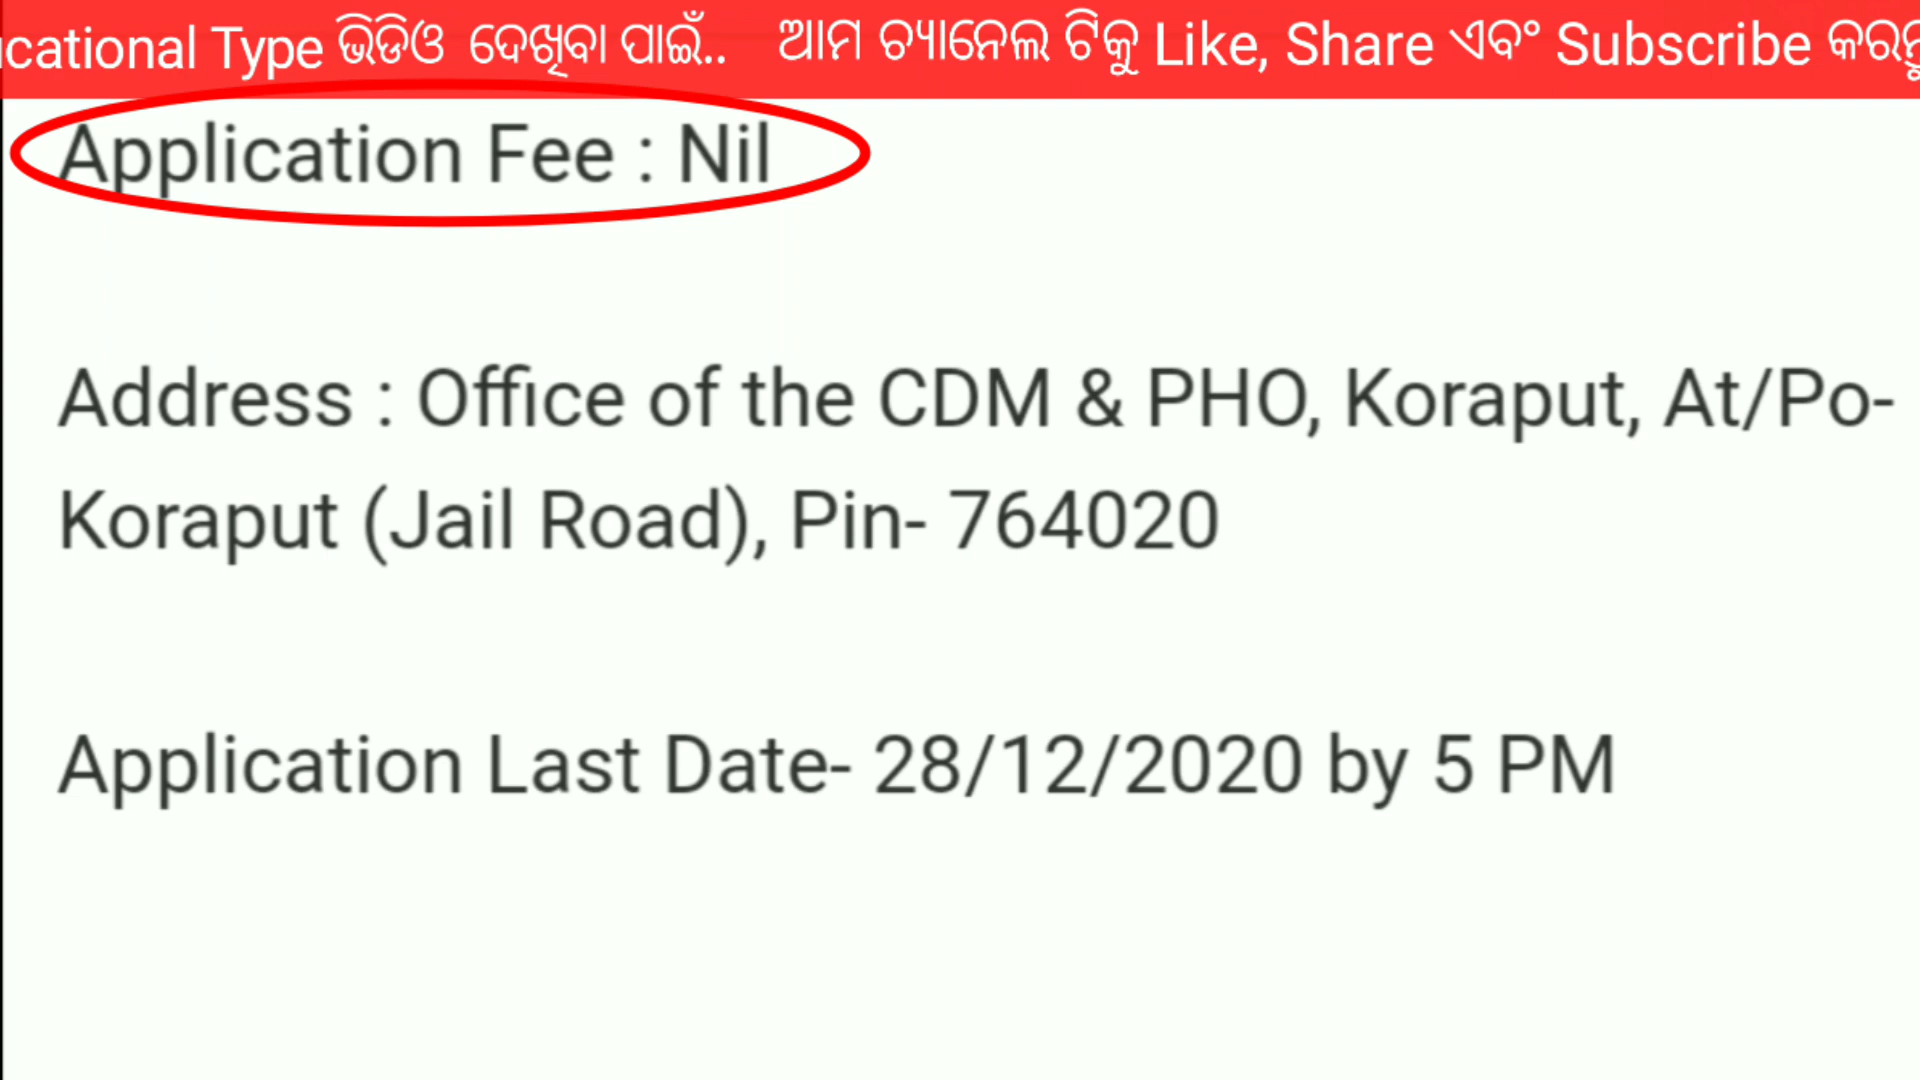 Type ଭିଡିଓ ଦେଖିବା ପାଇଁ.. ଆମ ଚ୍ୟାନେଲ ଟିକୁ Like, Share ଏବଂ Subscribe
Application Fee : Nil
Address : Office of the CDM & PHO, Koraput, At/Po-
Koraput (Jail Road), Pin- 764020
Application Last Date- 28/12/2020 by 5 PM